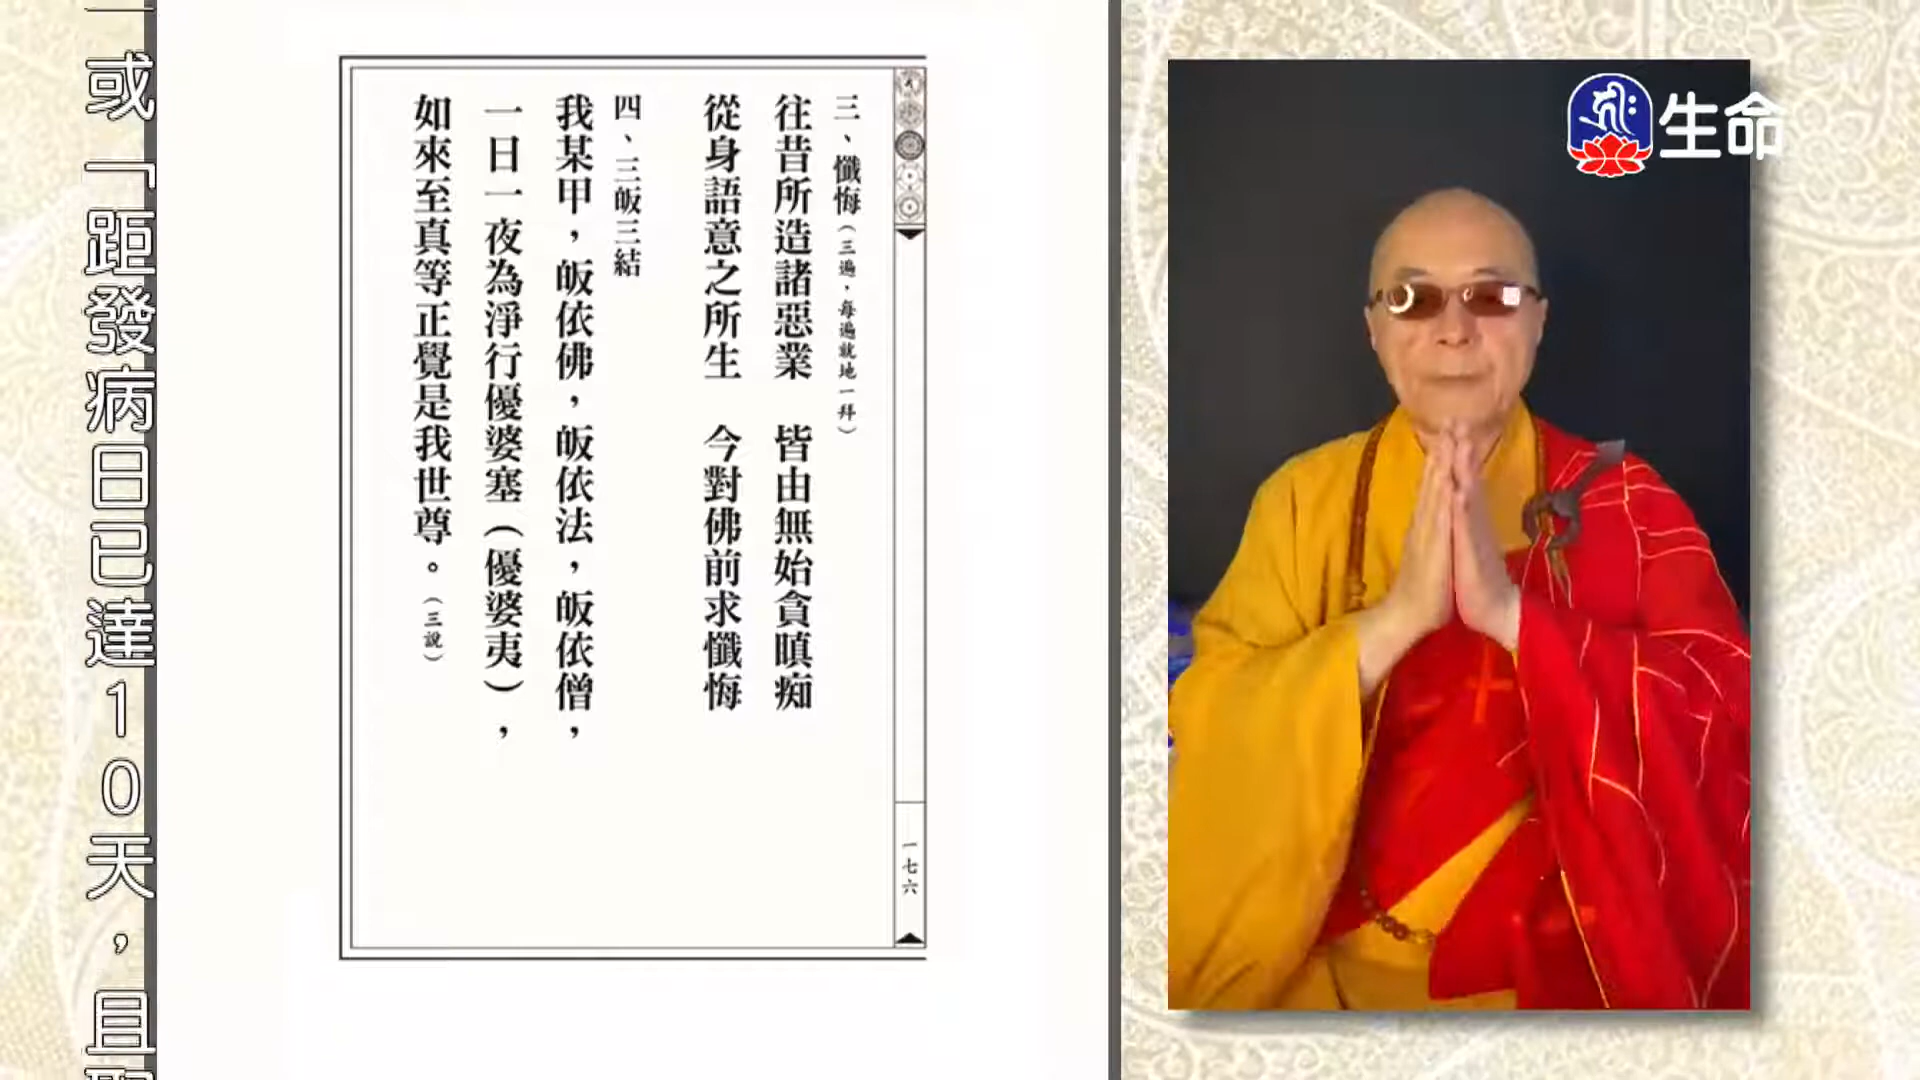 三、懺悔（三遍，每遍就地一拜）
往昔所造諸惡業　皆由無始貪瞋痴
從身語意之所生　今對佛前求懺悔
四、三皈三結
我某甲，皈依佛，皈依法，皈依僧，
一日一夜為淨行優婆塞（優婆夷），
如來至真等正覺是我世尊。（三說）
一七六
生命
或「距發病日已達10天，且